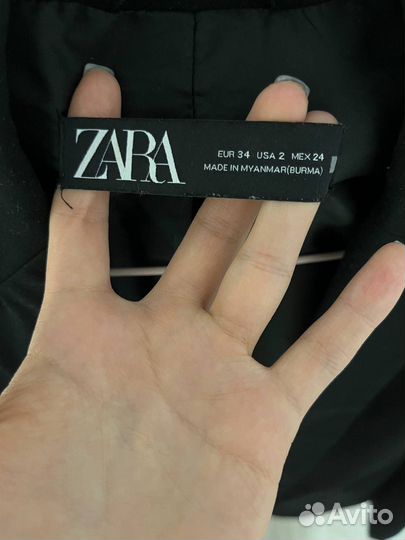 ZARA
EUR 34 USA 2 MEX 24
MADE IN MYANMAR(BURMA)
Avito